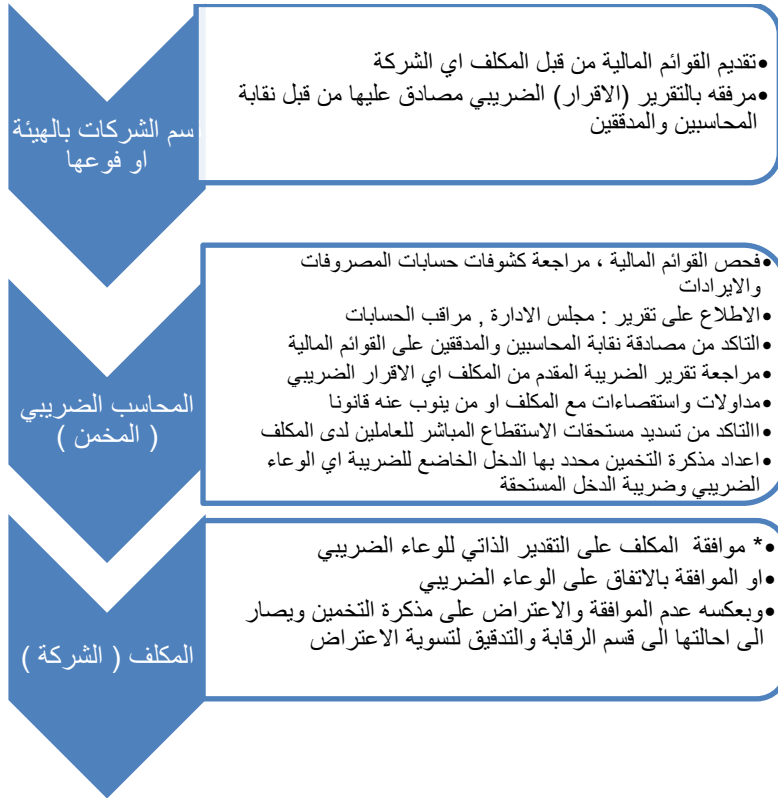 سم الشركات بالهيئة
او فوعها
•تقديم القوائم المالية من قبل المكلف اي الشركة
•مرفقه بالتقرير (الاقرار) الضريبي مصادق عليها من قبل نقابة
المحاسبين والمدققين
المحاسب الضريبي
( المخمن )
•فحص القوائم المالية ، مراجعة كشوفات حسابات المصروفات
والايرادات
•الاطلاع على تقرير : مجلس الادارة , مراقب الحسابات
•التاكد من مصادقة نقابة المحاسبين والمدققين على القوائم المالية
•مراجعة تقرير الضريبة المقدم من المكلف اي الاقرار الضريبي
•مداولات واستقصاءات مع المكلف او من ينوب عنه قانونا
•االتاكد من تسديد مستحقات الاستقطاع المباشر للعاملين لدى المكلف
•اعداد مذكرة التخمين محدد بها الدخل الخاضع للضريبة اي الوعاء
الضريبي وضريبة الدخل المستحقة
المكلف ( الشركة )
•* موافقة المكلف على التقدير الذاتي للوعاء الضريبي
•او الموافقة بالاتفاق على الوعاء الضريبي
•وبعكسه عدم الموافقة والاعتراض على مذكرة التخمين ويصار
الى احالتها الى قسم الرقابة والتدقيق لتسوية الاعتراض